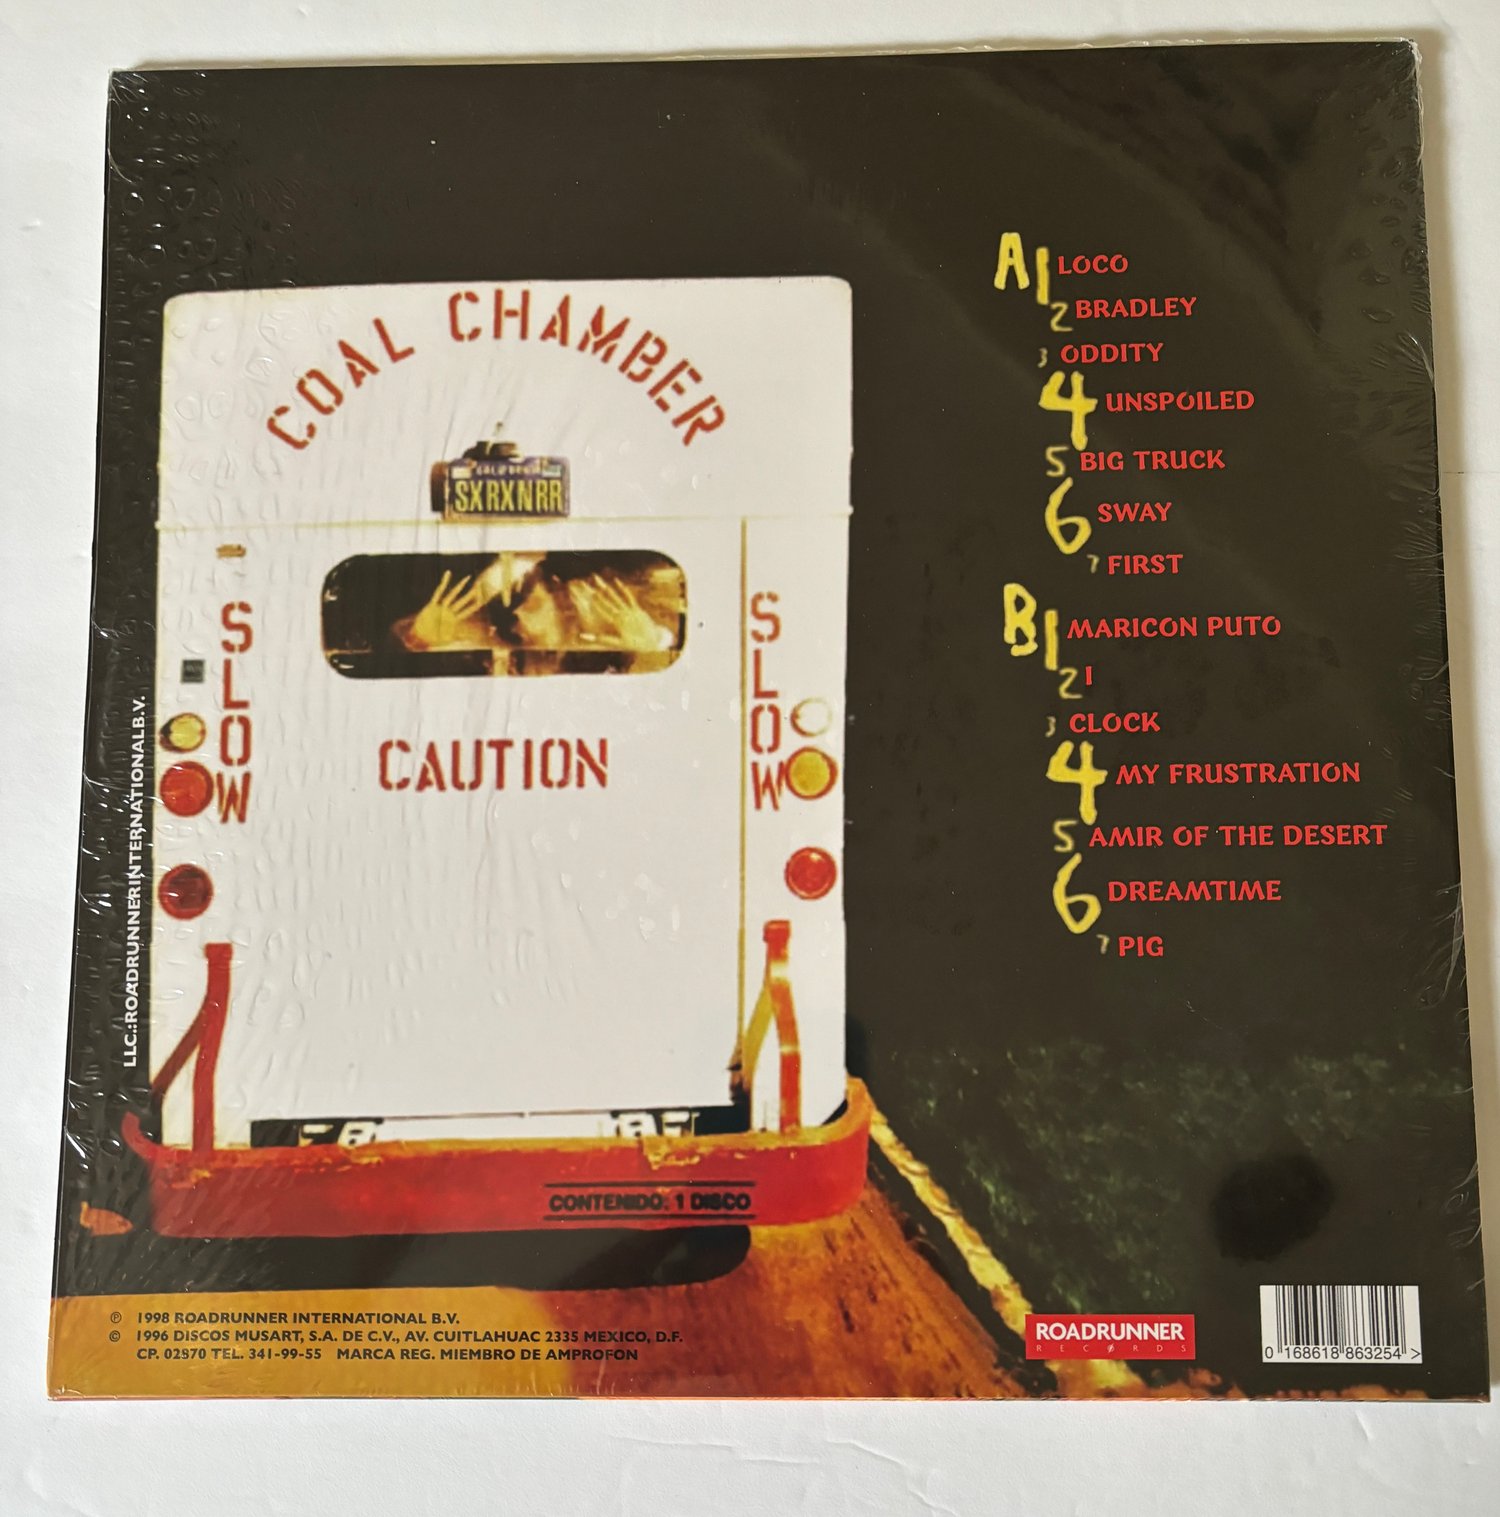 COAL CHAMBER
CALIFORNIA
SXRXNRR
SLOW
SLOW
CAUTION
CONTENIDO: 1 DISCO
LLC.:ROADRUNNERINTERNATIONALB.V.
A1 LOCO
2 BRADLEY
3 ODDITY
4 UNSPOILED
5 BIG TRUCK
6 SWAY
7 FIRST
B1 MARICON PUTO
2 I
3 CLOCK
4 MY FRUSTRATION
5 AMIR OF THE DESERT
6 DREAMTIME
7 PIG
℗ 1998 ROADRUNNER INTERNATIONAL B.V.
© 1996 DISCOS MUSART, S.A. DE C.V., AV. CUITLAHUAC 2335 MEXICO, D.F.
CP. 02970 TEL. 341-99-55 MARCA REG. MIEMBRO DE AMPROFON
ROADRUNNER
RECØRDS
0 168618 863254 >